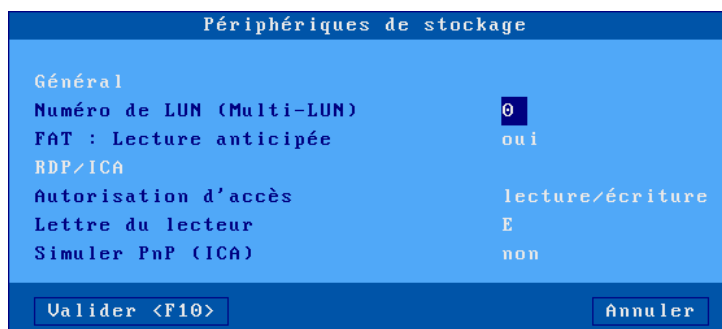 Périphériques de stockage
Général
Numéro de LUN (Multi-LUN) 0
FAT : Lecture anticipée oui
RDP/ICA
Autorisation d'accès lecture/écriture
Lettre du lecteur E
Simuler PnP (ICA) non
Valider <F10> Annuler